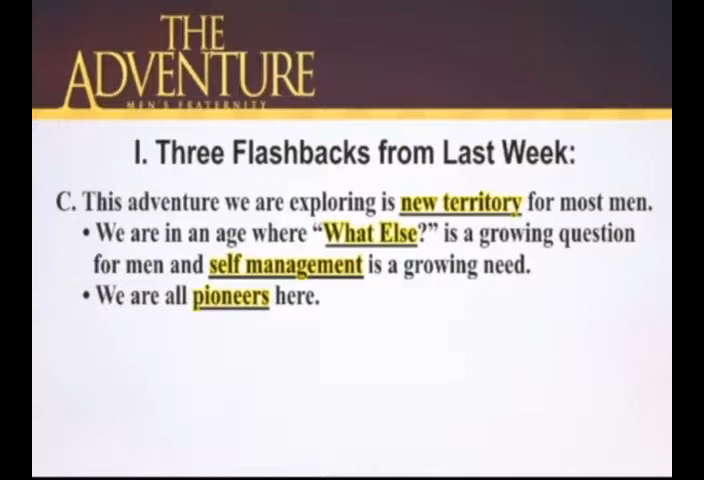 THE
ADVENTURE
MEN'S FRATERNITY
I. Three Flashbacks from Last Week:
C. This adventure we are exploring is new territory for most men.
• We are in an age where “What Else?” is a growing question
for men and self management is a growing need.
• We are all pioneers here.